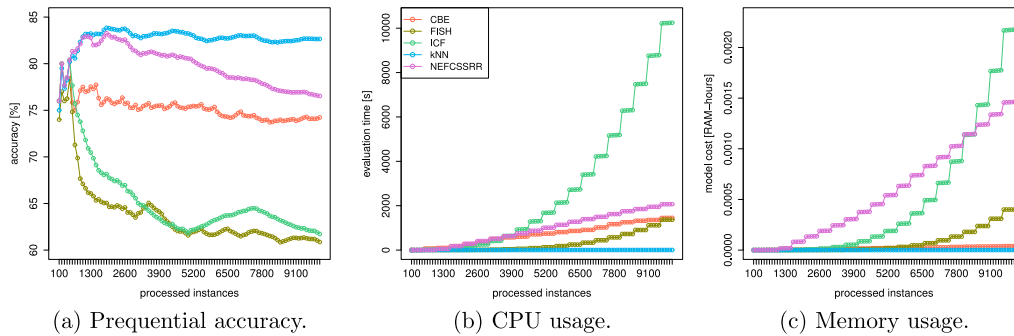 accuracy [%]
85
80
75
70
65
60
100 1300 2600 3900 5200 6500 7800 9100
processed instances
(a) Prequential accuracy.
CBE
FISH
ICF
kNN
NEFCSSRR
evaluation time [s]
10000
8000
6000
4000
2000
0
100 1300 2600 3900 5200 6500 7800 9100
processed instances
(b) CPU usage.
model cost [RAM−hours]
0.0020
0.0015
0.0010
0.0005
0.0000
100 1300 2600 3900 5200 6500 7800 9100
processed instances
(c) Memory usage.